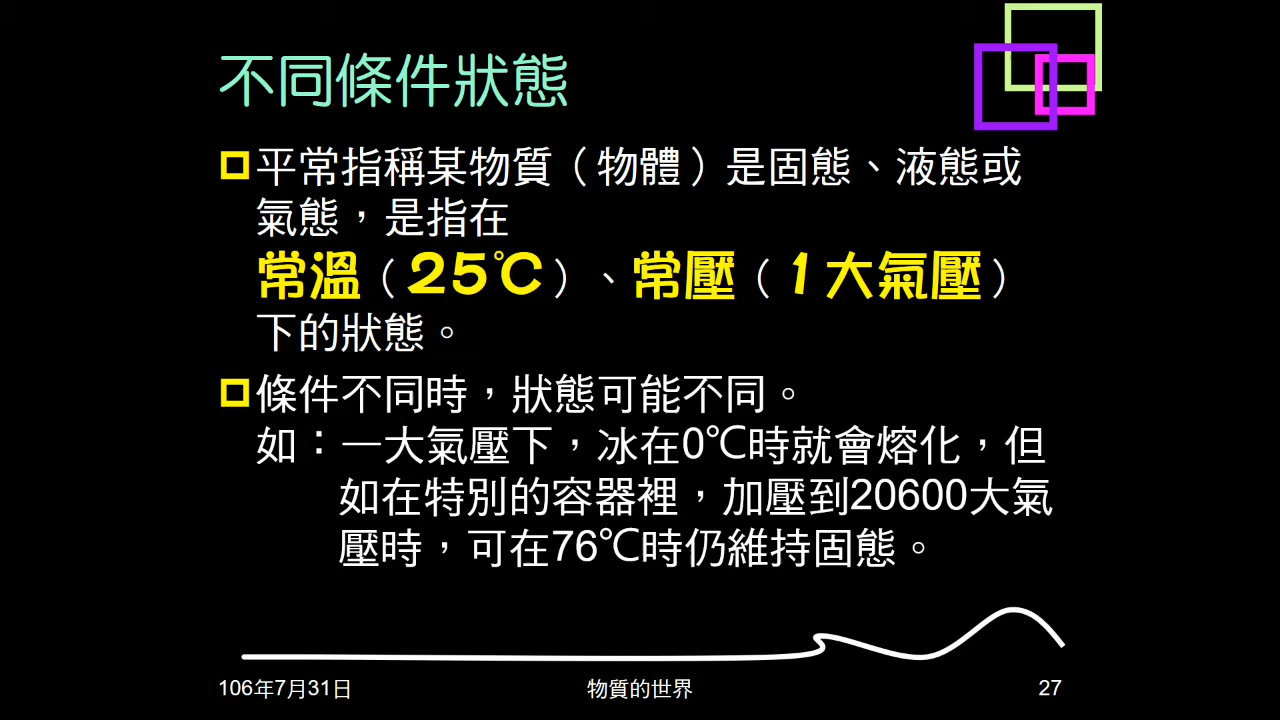 不同條件狀態
平常指稱某物質（物體）是固態、液態或
氣態，是指在
常溫（25℃）、常壓（1大氣壓）
下的狀態。
條件不同時，狀態可能不同。
如：一大氣壓下，冰在0℃時就會熔化，但
如在特別的容器裡，加壓到20600大氣
壓時，可在76℃時仍維持固態。
106年7月31日
物質的世界
27